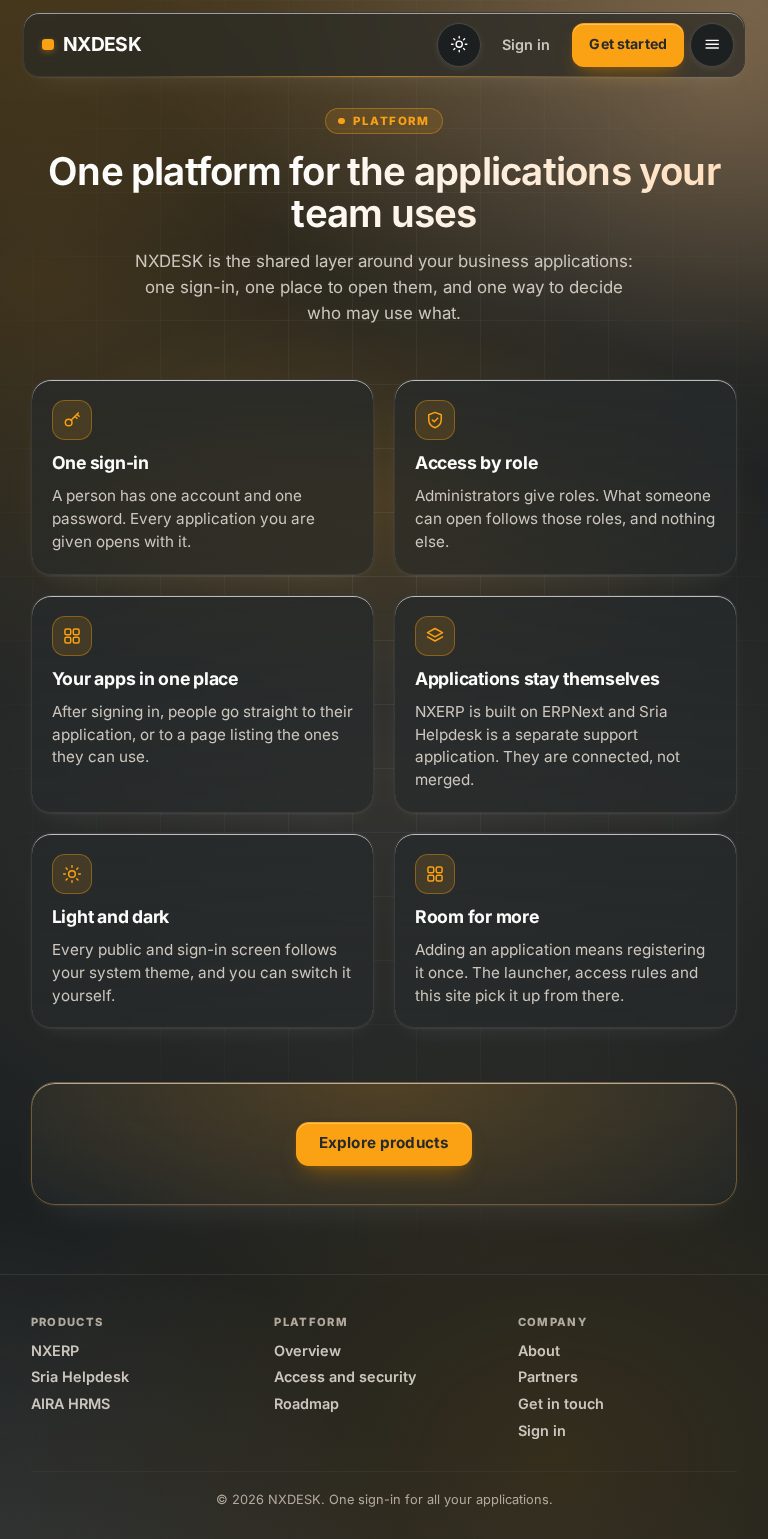 NXDESK
Sign in
Get started
PLATFORM
One platform for the applications your
team uses
NXDESK is the shared layer around your business applications:
one sign-in, one place to open them, and one way to decide
who may use what.
One sign-in
A person has one account and one
password. Every application you are
given opens with it.
Access by role
Administrators give roles. What someone
can open follows those roles, and nothing
else.
Your apps in one place
After signing in, people go straight to their
application, or to a page listing the ones
they can use.
Applications stay themselves
NXERP is built on ERPNext and Sria
Helpdesk is a separate support
application. They are connected, not
merged.
Light and dark
Every public and sign-in screen follows
your system theme, and you can switch it
yourself.
Room for more
Adding an application means registering
it once. The launcher, access rules and
this site pick it up from there.
Explore products
PRODUCTS
NXERP
Sria Helpdesk
AIRA HRMS
PLATFORM
Overview
Access and security
Roadmap
COMPANY
About
Partners
Get in touch
Sign in
© 2026 NXDESK. One sign-in for all your applications.